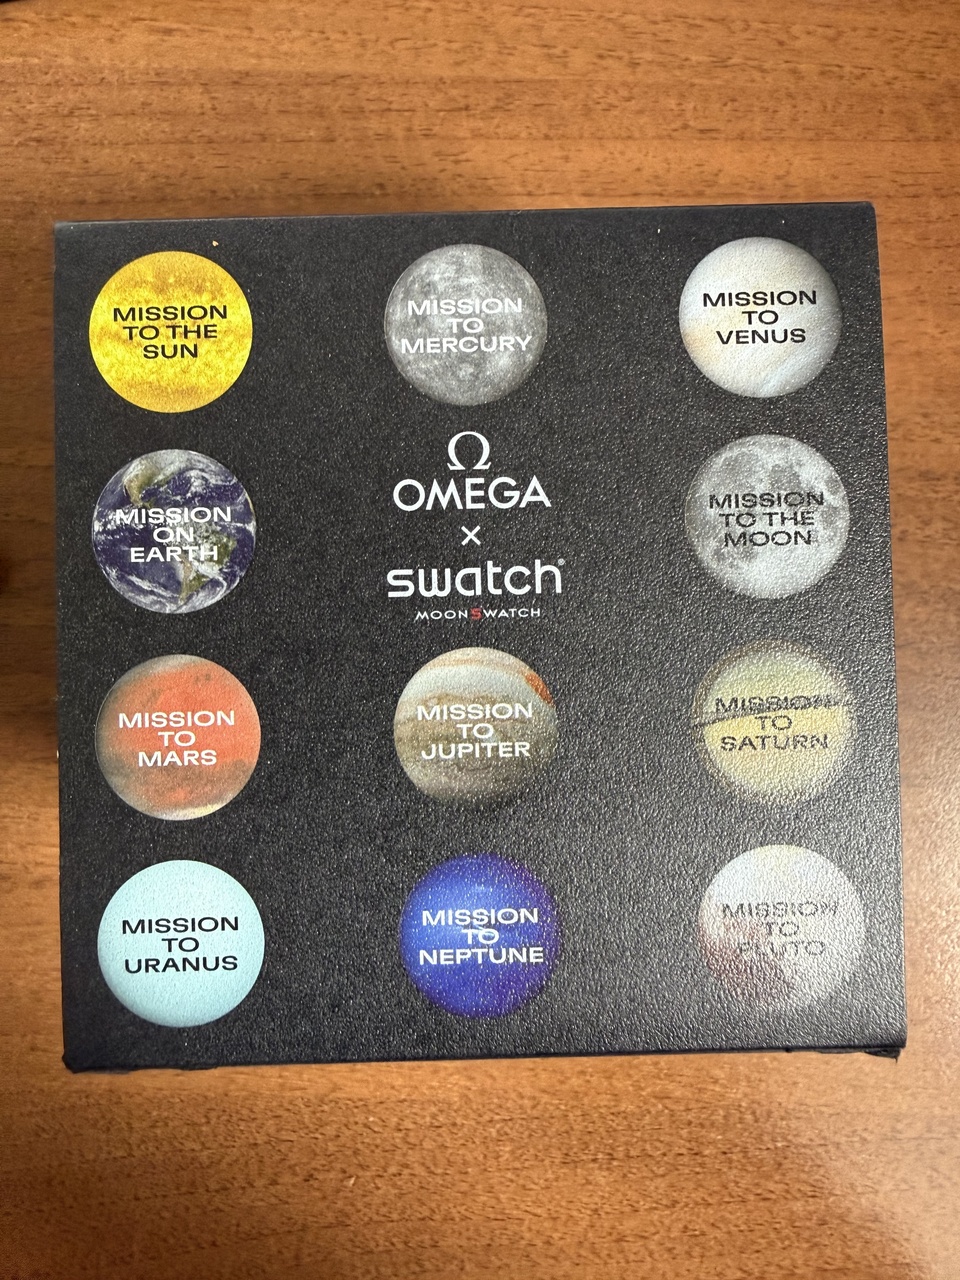 MISSION
TO THE
SUN
MISSION
TO
MERCURY
MISSION
TO
VENUS
Ω
OMEGA
×
swatch®
MOONSWATCH
MISSION
ON
EARTH
MISSION
TO THE
MOON
MISSION
TO
MARS
MISSION
TO
JUPITER
MISSION
TO
SATURN
MISSION
TO
URANUS
MISSION
TO
NEPTUNE
MISSION
TO
PLUTO